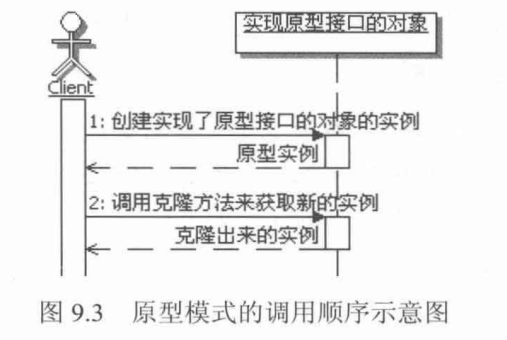 实现原型接口的对象
Client
1: 创建实现了原型接口的对象的实例
原型实例
2: 调用克隆方法来获取新的实例
克隆出来的实例
图 9.3 原型模式的调用顺序示意图